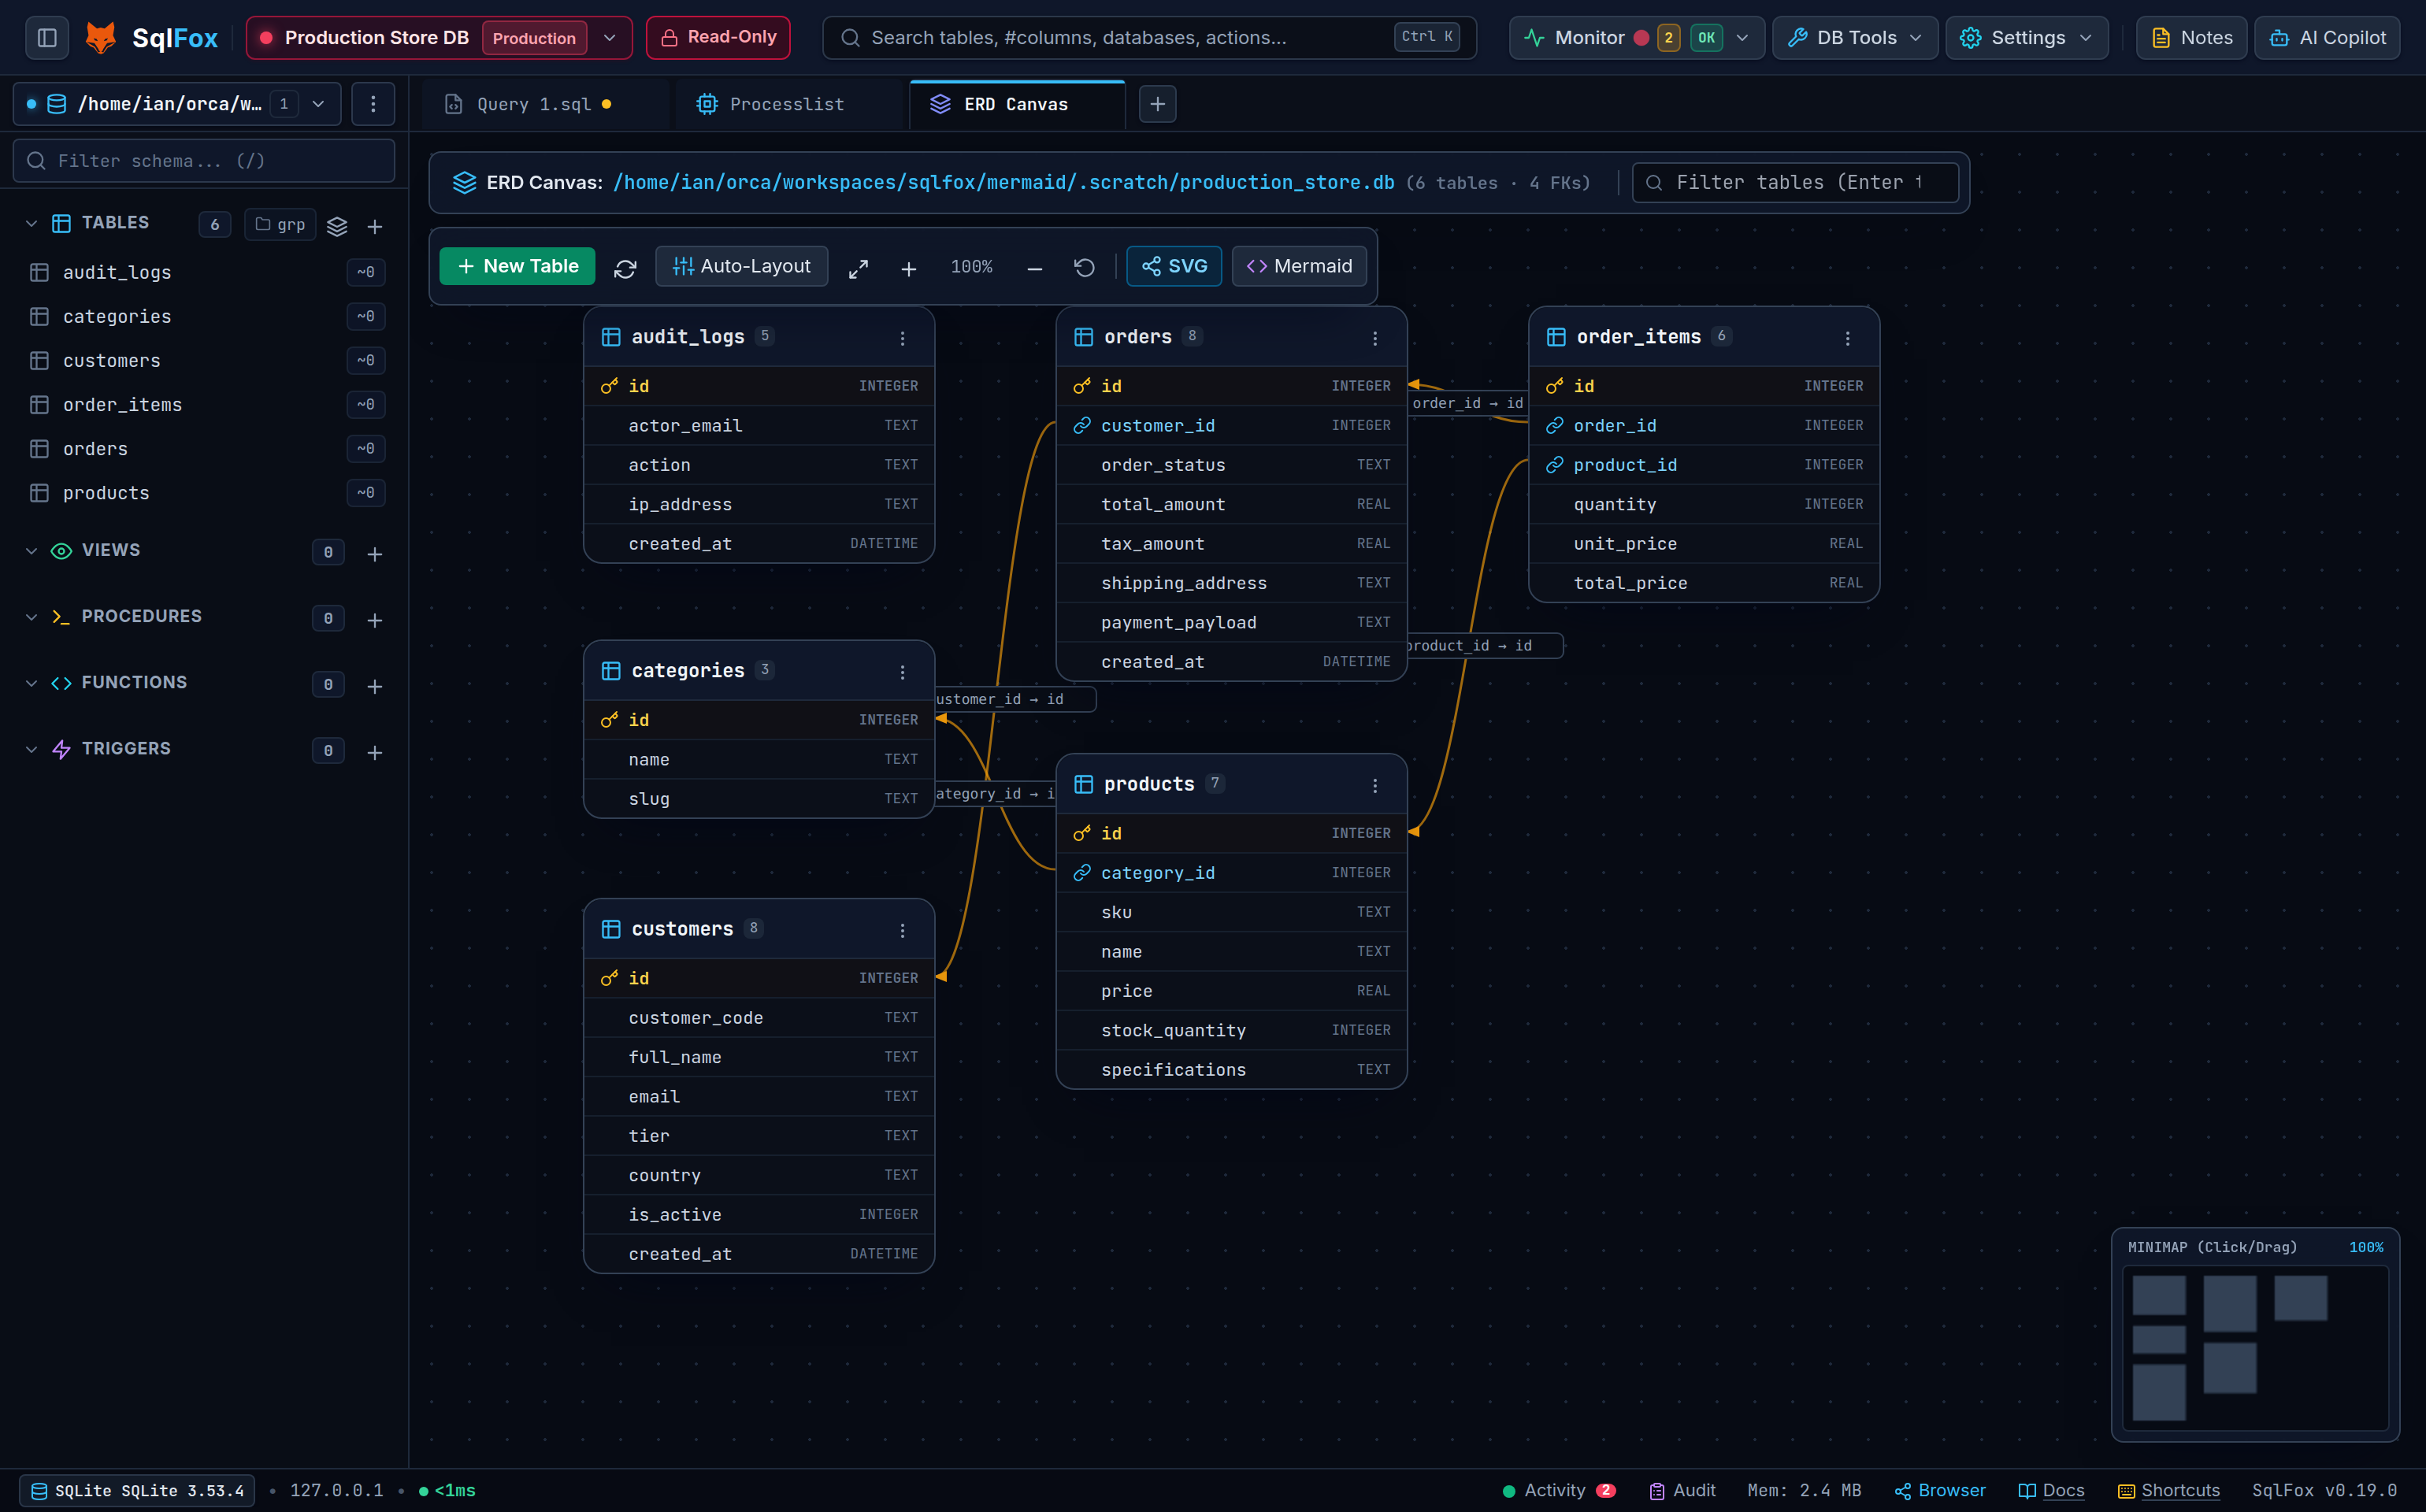 SqlFox Production Store DB Production Read-Only Search tables, #columns, databases, actions... Ctrl K Monitor 2 OK DB Tools Settings Notes AI Copilot
/home/ian/orca/w… 1 Query 1.sql Processlist ERD Canvas
Filter schema... (/)
ERD Canvas: /home/ian/orca/workspaces/sqlfox/mermaid/.scratch/production_store.db (6 tables · 4 FKs) Filter tables (Enter
TABLES 6 grp
audit_logs ~0
categories ~0
customers ~0
order_items ~0
orders ~0
products ~0
VIEWS 0
PROCEDURES 0
FUNCTIONS 0
TRIGGERS 0
New Table Auto-Layout 100% SVG Mermaid
audit_logs 5
id INTEGER
actor_email TEXT
action TEXT
ip_address TEXT
created_at DATETIME
categories 3
id INTEGER
name TEXT
slug TEXT
customers 8
id INTEGER
customer_code TEXT
full_name TEXT
email TEXT
tier TEXT
country TEXT
is_active INTEGER
created_at DATETIME
ustomer_id → id
ategory_id → i
orders 8
id INTEGER
customer_id INTEGER
order_status TEXT
total_amount REAL
tax_amount REAL
shipping_address TEXT
payment_payload TEXT
created_at DATETIME
products 7
id INTEGER
category_id INTEGER
sku TEXT
name TEXT
price REAL
stock_quantity INTEGER
specifications TEXT
order_id → id
product_id → id
order_items 6
id INTEGER
order_id INTEGER
product_id INTEGER
quantity INTEGER
unit_price REAL
total_price REAL
MINIMAP (Click/Drag) 100%
SQLite SQLite 3.53.4 • 127.0.0.1 • <1ms Activity 2 Audit Mem: 2.4 MB Browser Docs Shortcuts SqlFox v0.19.0